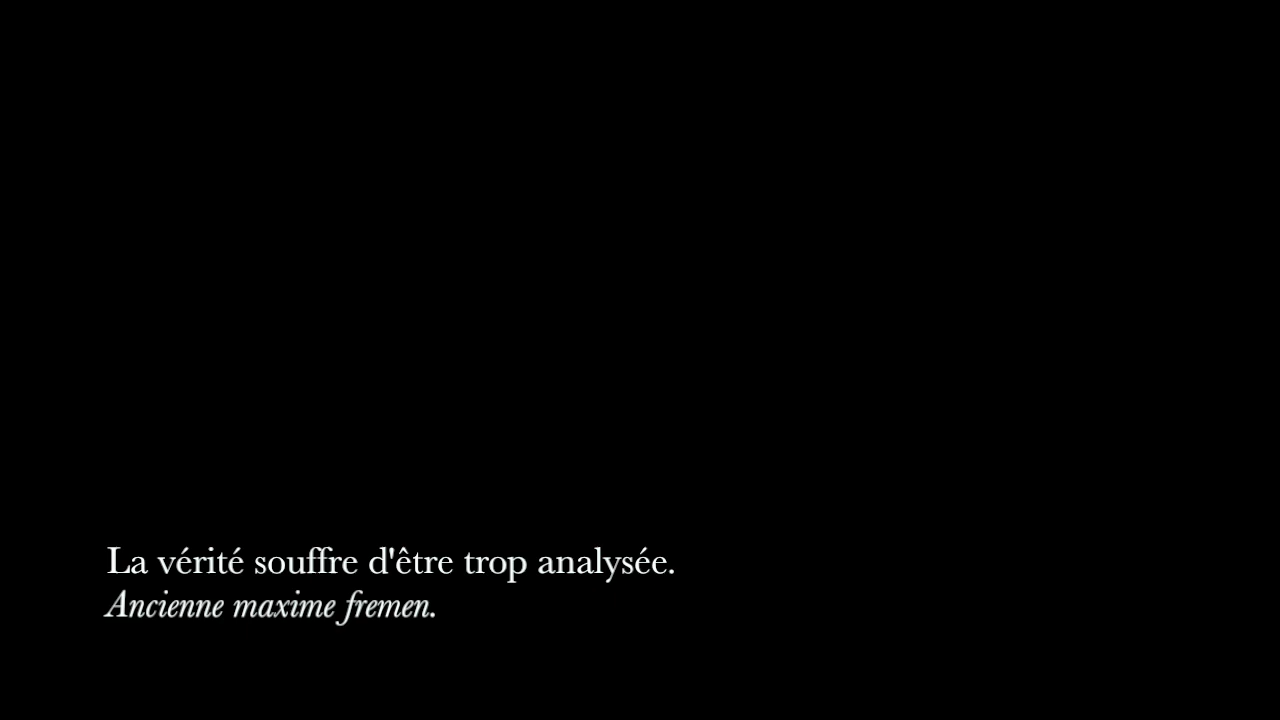 La vérité souffre d'être trop analysée.
Ancienne maxime fremen.